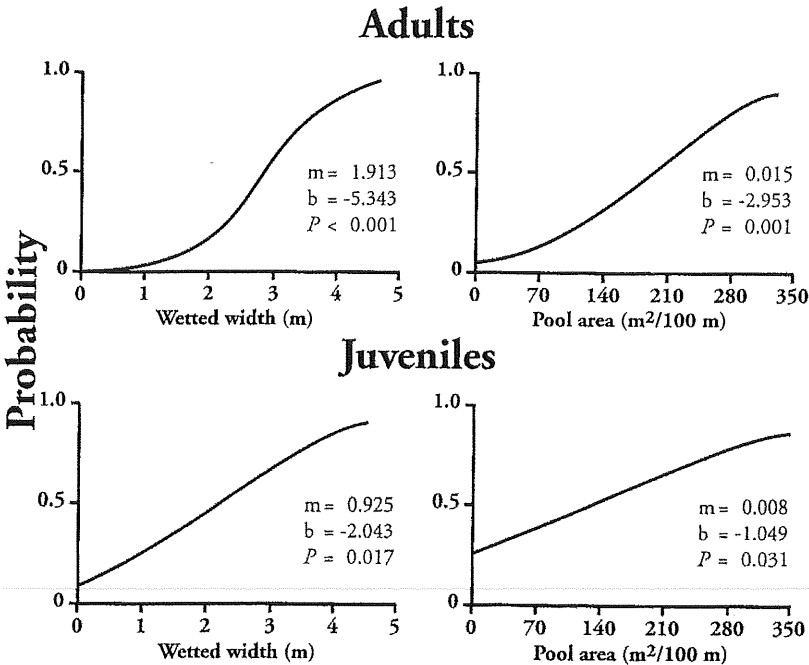 Adults
Probability
1.0
0.5
0
m = 1.913
b = -5.343
P < 0.001
0 1 2 3 4 5
Wetted width (m)
1.0
0.5
0
m = 0.015
b = -2.953
P = 0.001
0 70 140 210 280 350
Pool area (m²/100 m)
Juveniles
1.0
0.5
0
m = 0.925
b = -2.043
P = 0.017
0 1 2 3 4 5
Wetted width (m)
1.0
0.5
0
m = 0.008
b = -1.049
P = 0.031
0 70 140 210 280 350
Pool area (m²/100 m)